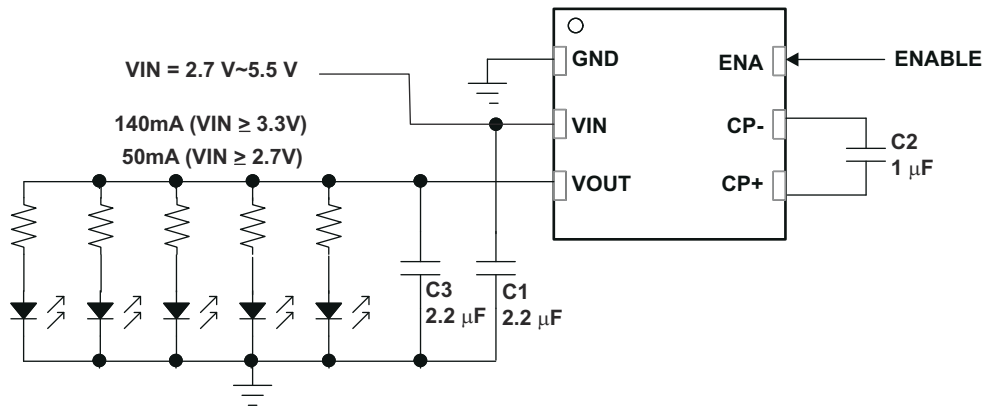 GND
ENA
ENABLE
VIN = 2.7 V~5.5 V
140mA (VIN ≥ 3.3V)
VIN
CP-
C2
1 μF
50mA (VIN ≥ 2.7V)
VOUT
CP+
C3
2.2 μF
C1
2.2 μF